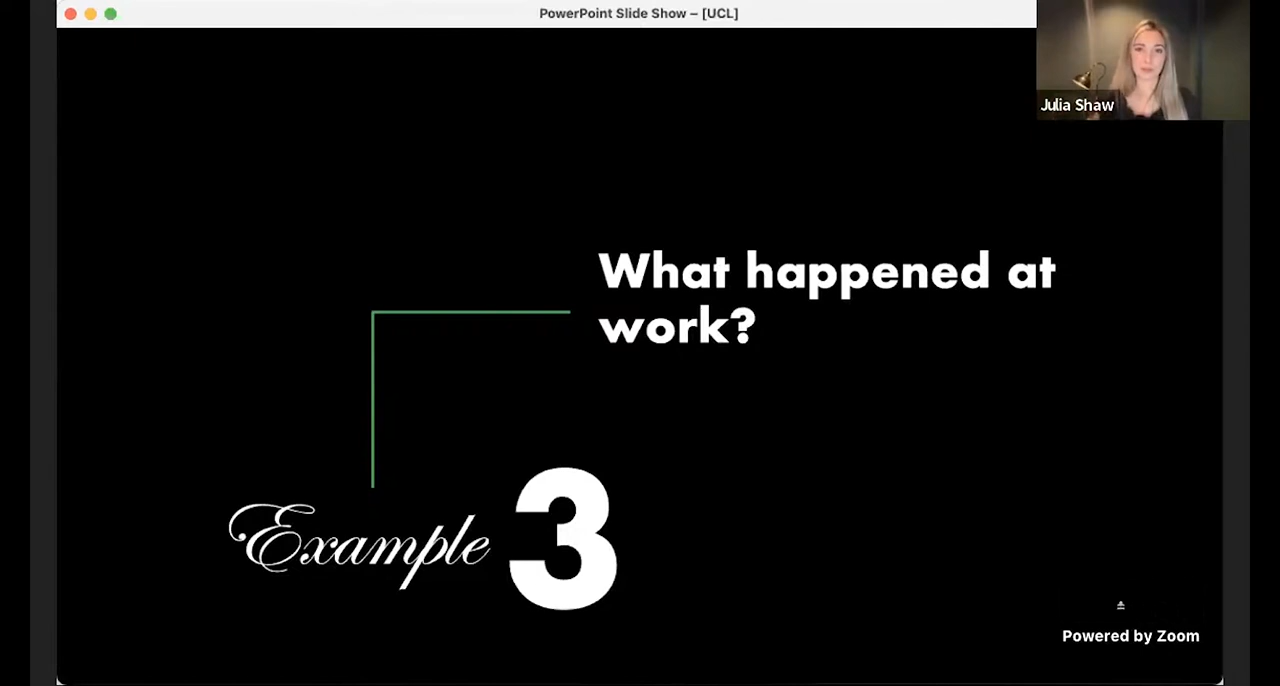 PowerPoint Slide Show – [UCL]
Julia Shaw
What happened at
work?
Example 3
Powered by Zoom